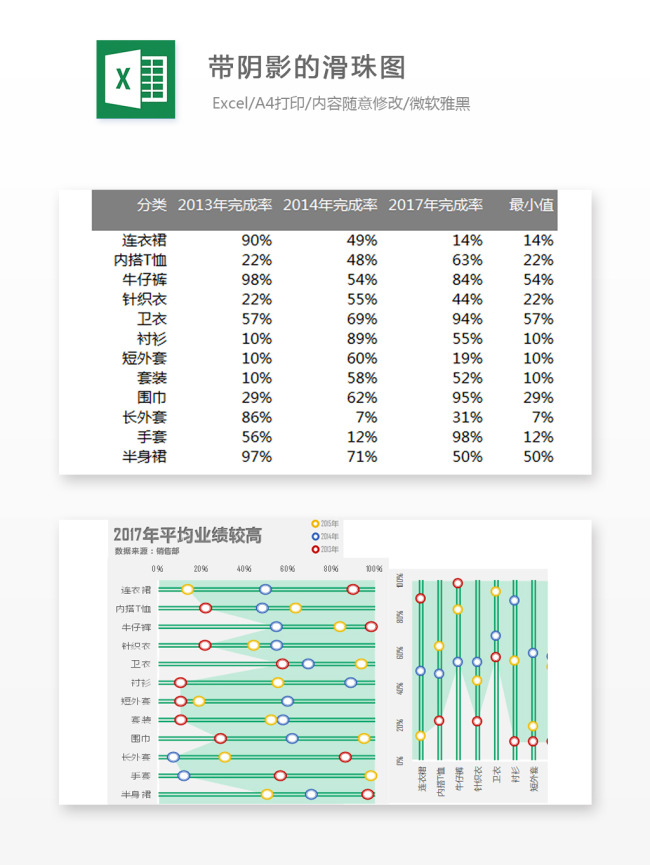 X
带阴影的滑珠图
Excel/A4打印/内容随意修改/微软雅黑
分类 2013年完成率 2014年完成率 2017年完成率 最小值
连衣裙 90% 49% 14% 14%
内搭T恤 22% 48% 63% 22%
牛仔裤 98% 54% 84% 54%
针织衣 22% 55% 44% 22%
卫衣 57% 69% 94% 57%
衬衫 10% 89% 55% 10%
短外套 10% 60% 19% 10%
套装 10% 58% 52% 10%
围巾 29% 62% 95% 29%
长外套 86% 7% 31% 7%
手套 56% 12% 98% 12%
半身裙 97% 71% 50% 50%
2017年平均业绩较高
数据来源：销售部
2014年
2013年
0% 20% 40% 60% 80% 100%
连衣裙
内搭T恤
牛仔裤
针织衣
卫衣
衬衫
短外套
套装
围巾
长外套
手套
半身裙
100%
80%
60%
40%
20%
0%
连衣裙 内搭T恤 牛仔裤 针织衣 卫衣 衬衫 短外套